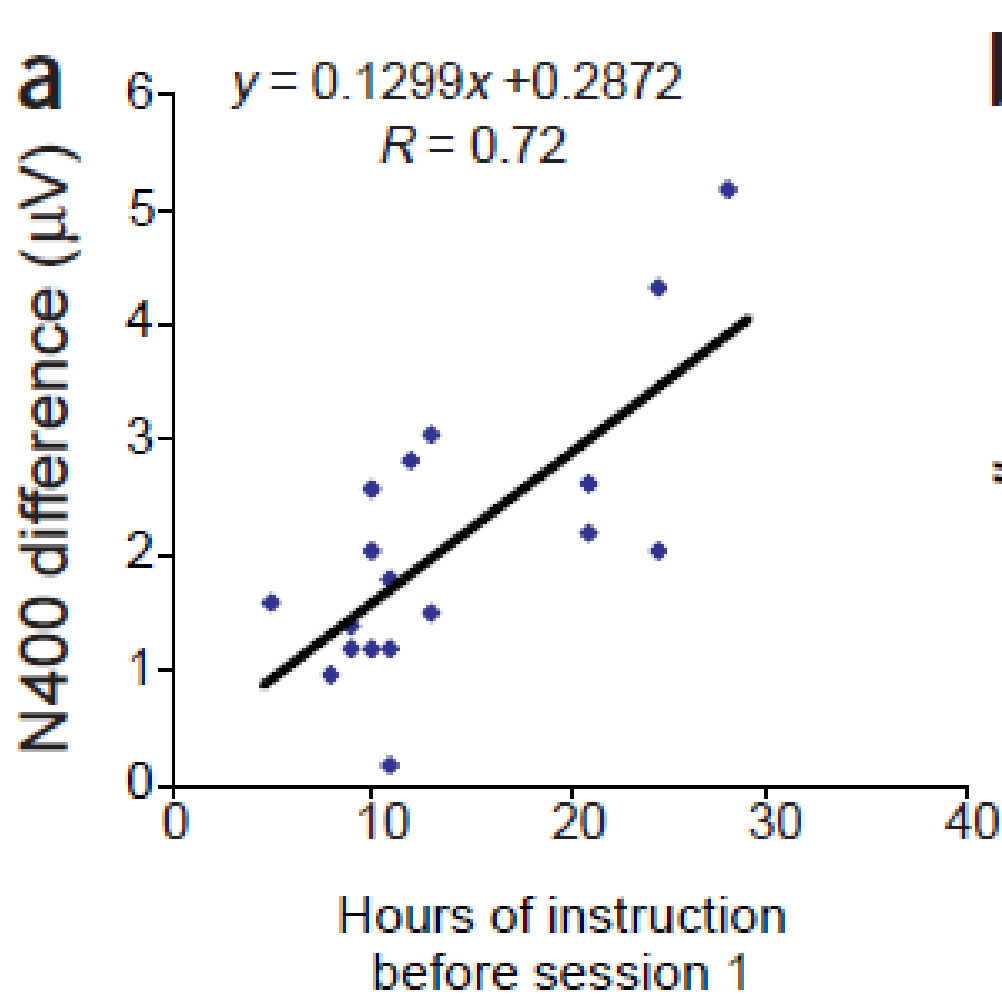 a
y = 0.1299x +0.2872
R = 0.72
N400 difference (µV)
6
5
4
3
2
1
0
0 10 20 30 40
Hours of instruction
before session 1